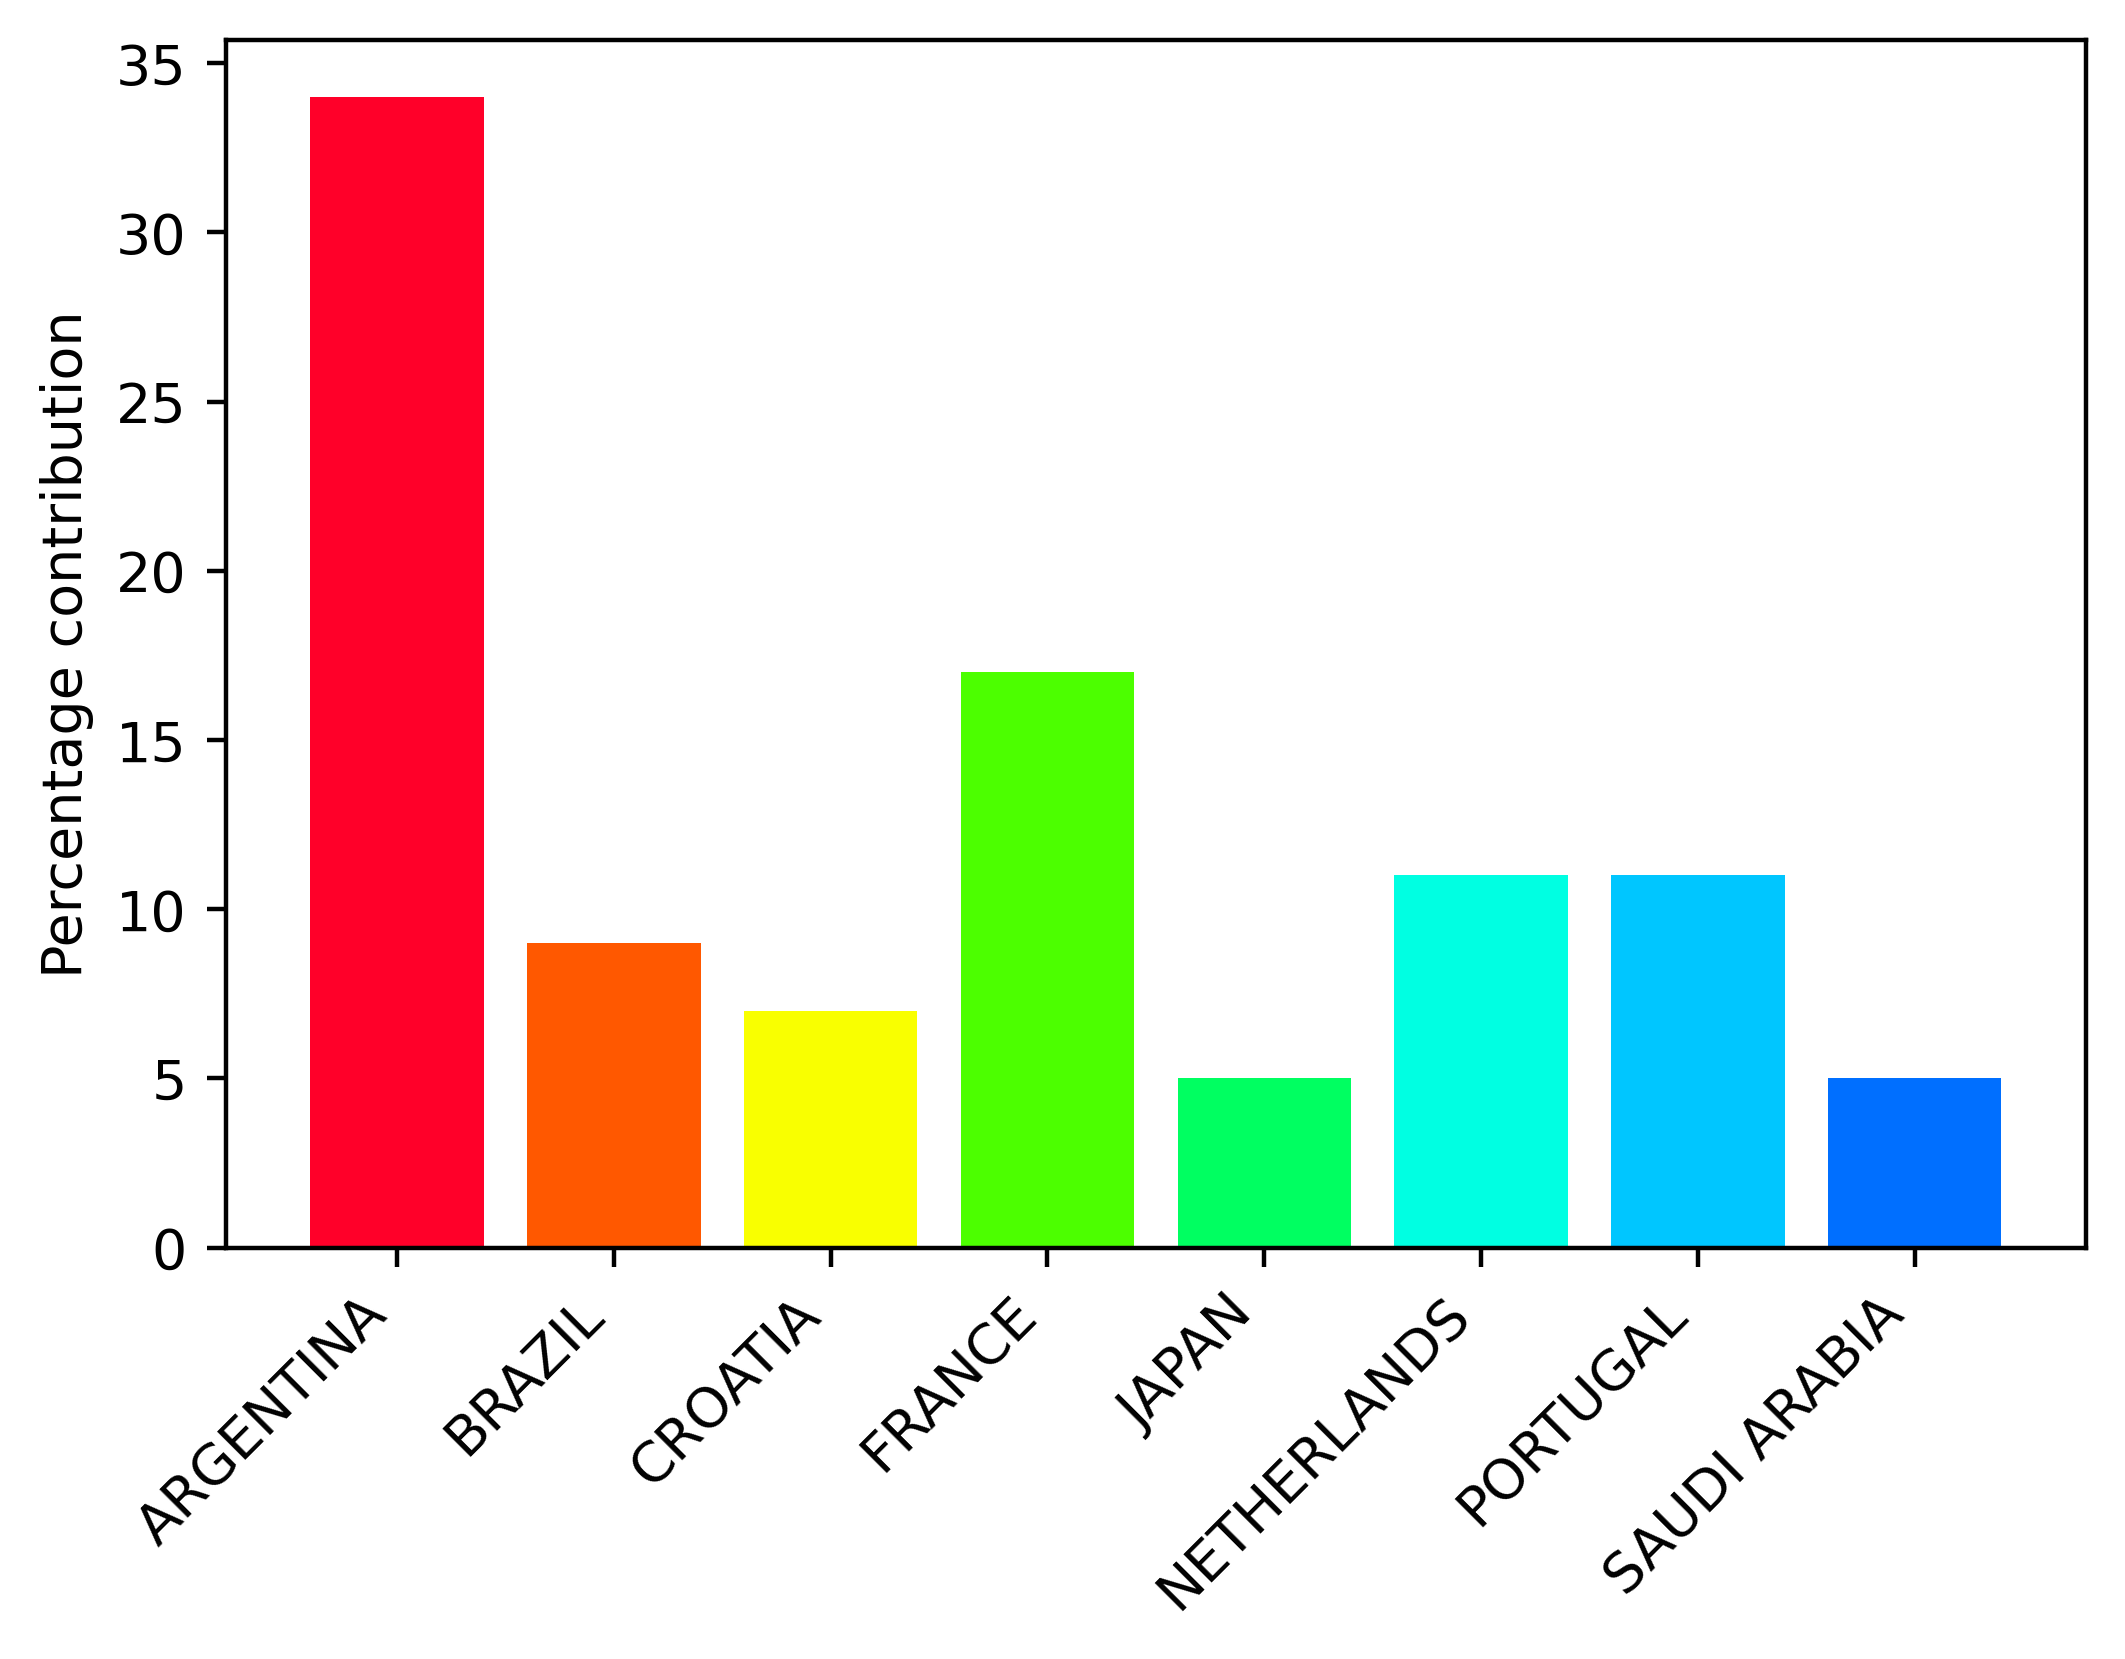 Percentage contribution
35
30
25
20
15
10
5
0
ARGENTINA
BRAZIL
CROATIA
FRANCE
JAPAN
NETHERLANDS
PORTUGAL
SAUDI ARABIA